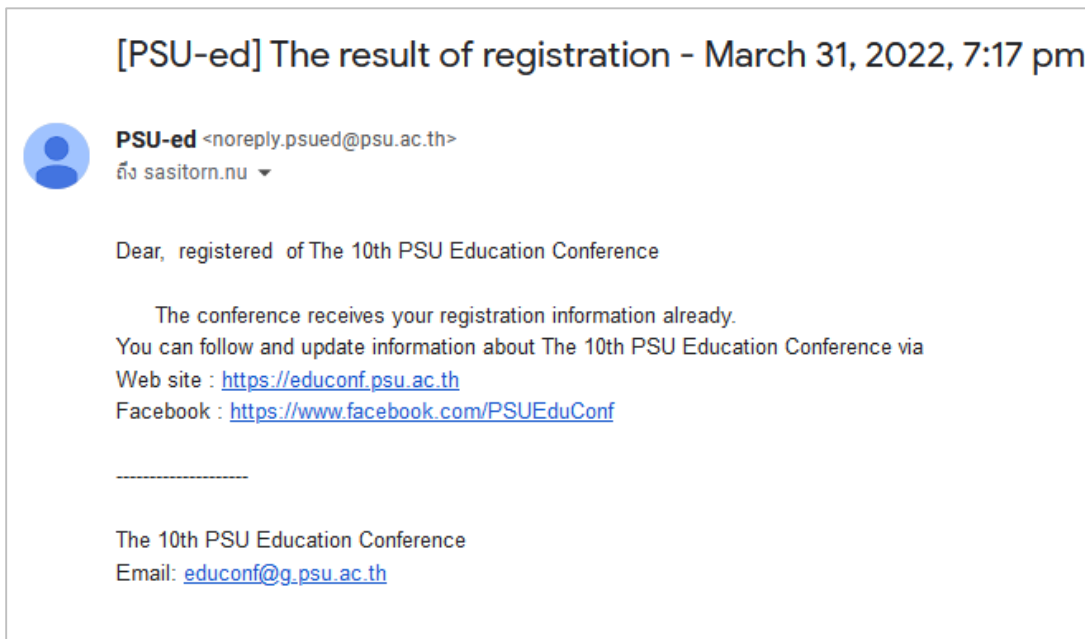 [PSU-ed] The result of registration - March 31, 2022, 7:17 pm
PSU-ed <noreply.psued@psu.ac.th>
ถึง sasitorn.nu
Dear, registered of The 10th PSU Education Conference
The conference receives your registration information already.
You can follow and update information about The 10th PSU Education Conference via
Web site : https://educonf.psu.ac.th
Facebook : https://www.facebook.com/PSUEduConf
--------------------
The 10th PSU Education Conference
Email: educonf@g.psu.ac.th